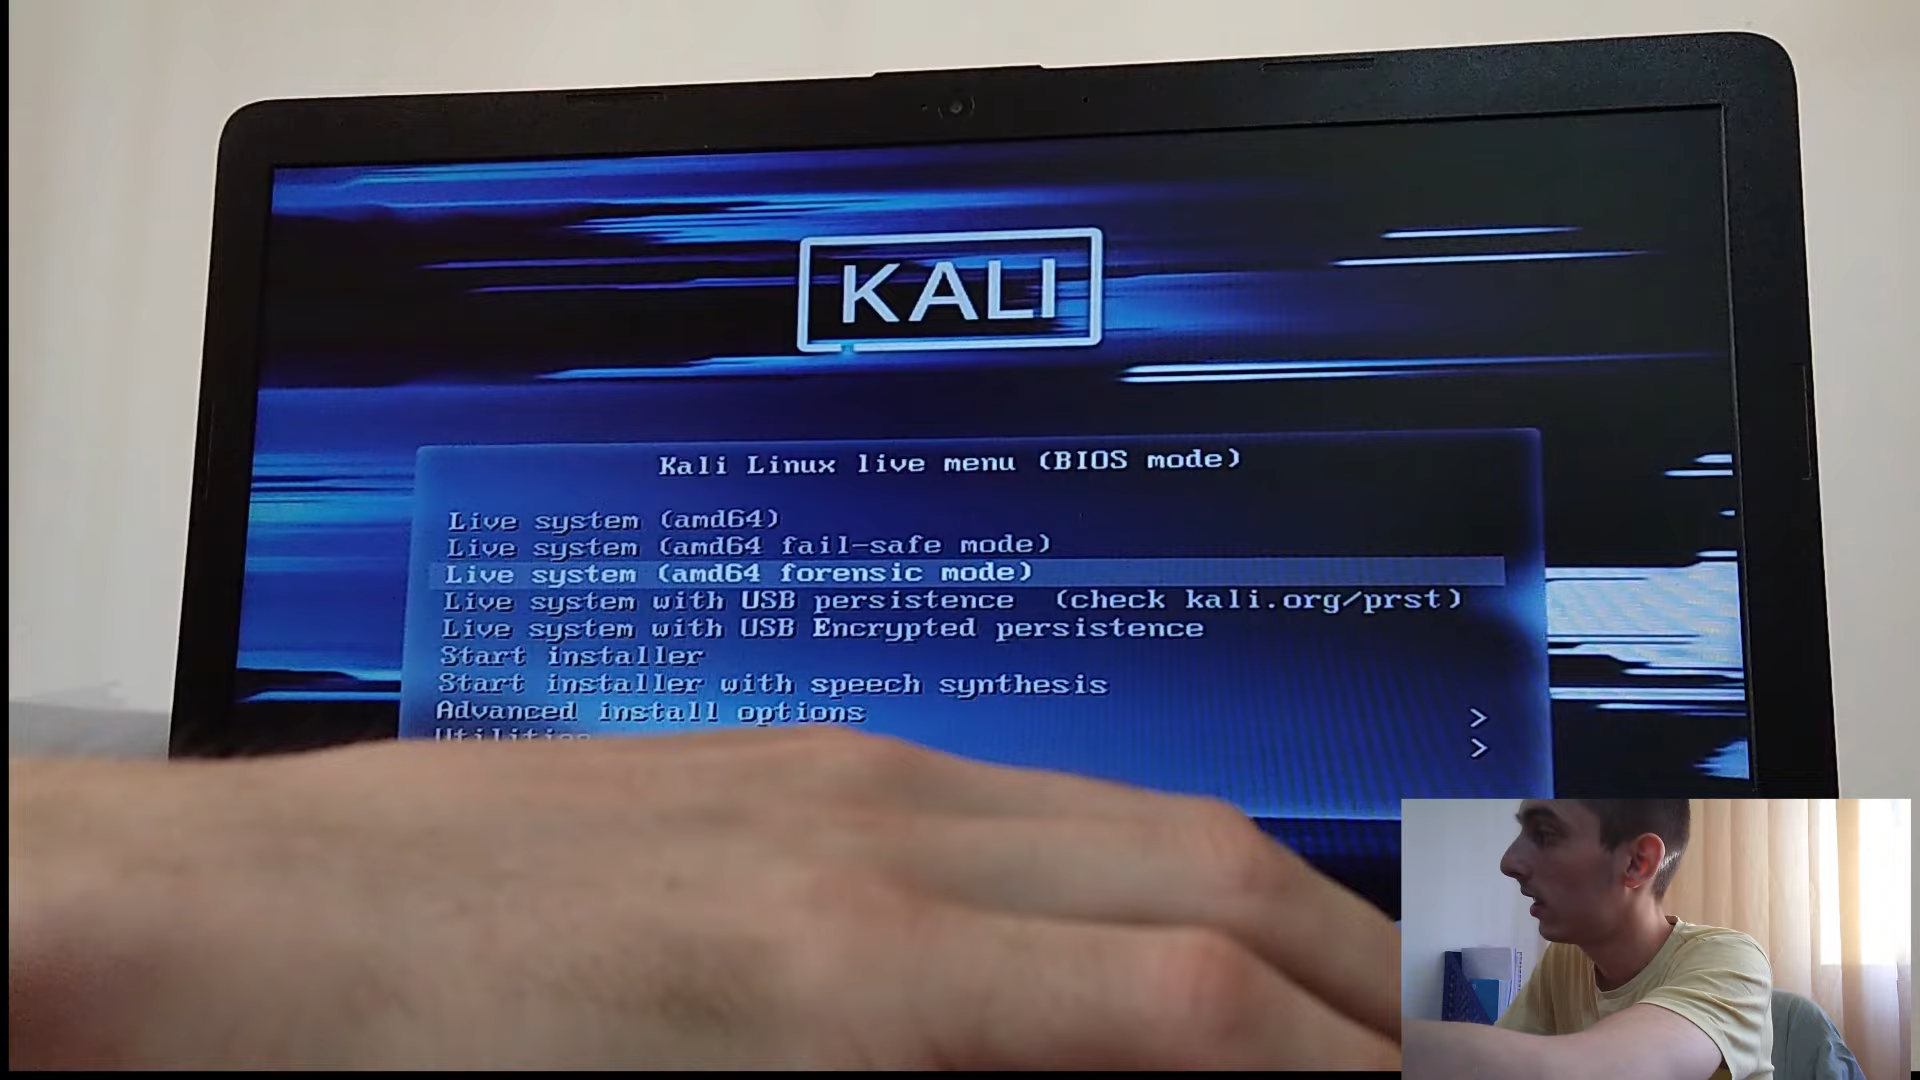 KALI
Kali Linux live menu (BIOS mode)
Live system (amd64)
Live system (amd64 fail-safe mode)
Live system (amd64 forensic mode)
Live system with USB persistence (check kali.org/prst)
Live system with USB Encrypted persistence
Start installer
Start installer with speech synthesis
Advanced install options >
Utilities >